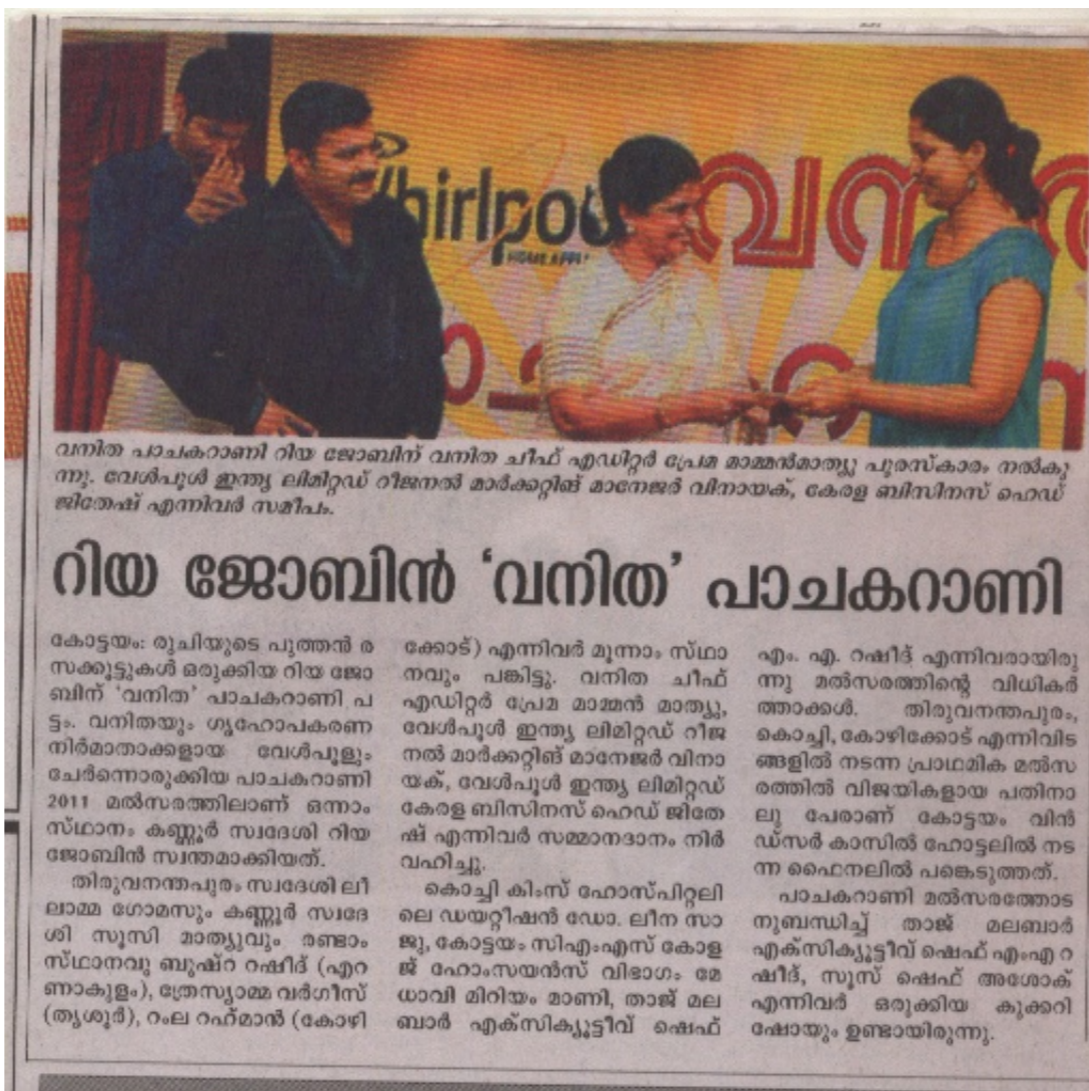 Whirlpoo
HOME APPLI
വനിത
വനിത പാചകറാണി റിയ ജോബിന് വനിത ചീഫ് എഡിറ്റർ പ്രേമ മാമ്മൻമാത്യു പുരസ്കാരം നൽകു
ന്നു. വേൾപൂൾ ഇന്ത്യ ലിമിറ്റഡ് റീജനൽ മാർക്കറ്റിങ് മാനേജർ വിനായക്, കേരള ബിസിനസ് ഹെഡ്
ജിതേഷ് എന്നിവർ സമീപം.
റിയ ജോബിൻ ‘വനിത’ പാചകറാണി
കോട്ടയം: രുചിയുടെ പുത്തൻ ര
സക്കൂട്ടുകൾ ഒരുക്കിയ റിയ ജോ
ബിന് ‘വനിത’ പാചകറാണി പ
ട്ടം. വനിതയും ഗൃഹോപകരണ
നിർമാതാക്കളായ വേൾപൂളും
ചേർന്നൊരുക്കിയ പാചകറാണി
2011 മൽസരത്തിലാണ് ഒന്നാം
സ്ഥാനം കണ്ണൂർ സ്വദേശി റിയ
ജോബിൻ സ്വന്തമാക്കിയത്.
തിരുവനന്തപുരം സ്വദേശി ലീ
ലാമ്മ ഗോമസും കണ്ണൂർ സ്വദേ
ശി സൂസി മാത്യുവും രണ്ടാം
സ്ഥാനവു ബുഷ്റ റഷീദ് (എറ
ണാകുളം), ത്രേസ്യാമ്മ വർഗീസ്
(തൃശൂർ), റംല റഹ്മാൻ (കോഴി
ക്കോട്) എന്നിവർ മൂന്നാം സ്ഥാ
നവും പങ്കിട്ടു. വനിത ചീഫ്
എഡിറ്റർ പ്രേമ മാമ്മൻ മാത്യു,
വേൾപൂൾ ഇന്ത്യ ലിമിറ്റഡ് റീജ
നൽ മാർക്കറ്റിങ് മാനേജർ വിനാ
യക്, വേൾപൂൾ ഇന്ത്യ ലിമിറ്റഡ്
കേരള ബിസിനസ് ഹെഡ് ജിതേ
ഷ് എന്നിവർ സമ്മാനദാനം നിർ
വഹിച്ചു.
കൊച്ചി കിംസ് ഹോസ്പിറ്റലി
ലെ ഡയറ്റീഷൻ ഡോ. ലീന സാ
ജു, കോട്ടയം സിഎംഎസ് കോള
ജ് ഹോംസയൻസ് വിഭാഗം മേ
ധാവി മിറിയം മാണി, താജ് മല
ബാർ എക്സിക്യൂട്ടീവ് ഷെഫ്
എം. എ. റഷീദ് എന്നിവരായിരു
ന്നു മൽസരത്തിന്റെ വിധികർ
ത്താക്കൾ. തിരുവനന്തപുരം,
കൊച്ചി, കോഴിക്കോട് എന്നിവിട
ങ്ങളിൽ നടന്ന പ്രാഥമിക മൽസ
രത്തിൽ വിജയികളായ പതിനാ
ലു പേരാണ് കോട്ടയം വിൻ
ഡ്സർ കാസിൽ ഹോട്ടലിൽ നട
ന്ന ഫൈനലിൽ പങ്കെടുത്തത്.
പാചകറാണി മൽസരത്തോട
നുബന്ധിച്ച് താജ് മലബാർ
എക്സിക്യൂട്ടീവ് ഷെഫ് എംഎ റ
ഷീദ്, സൂസ് ഷെഫ് അശോക്
എന്നിവർ ഒരുക്കിയ കുക്കറി
ഷോയും ഉണ്ടായിരുന്നു.